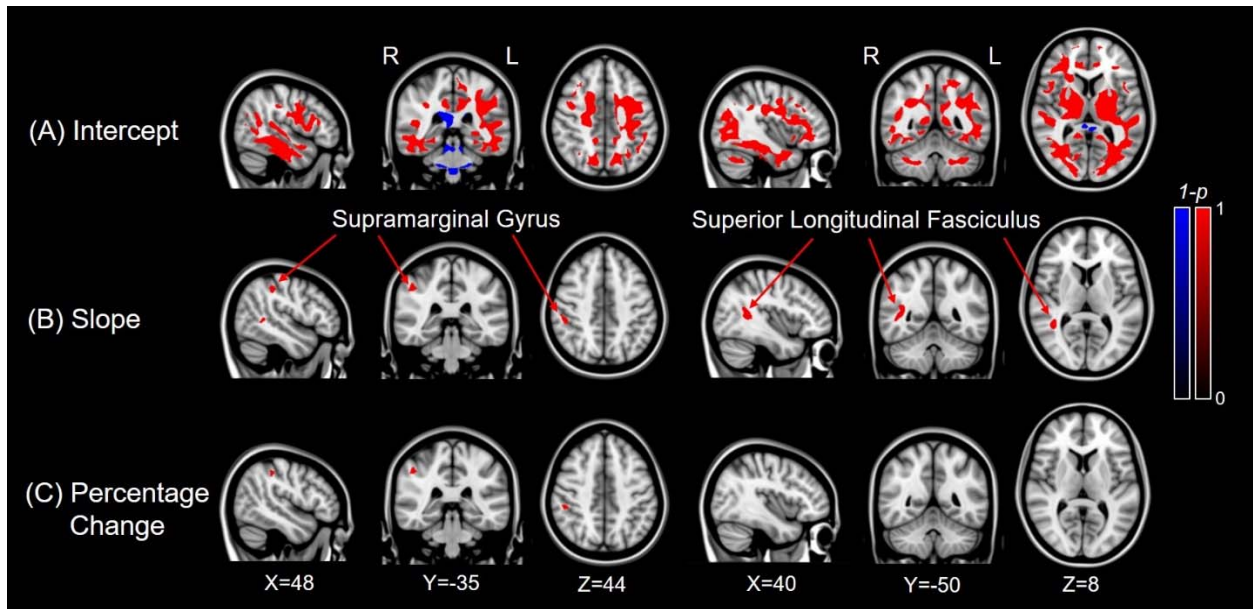 R L R L
(A) Intercept
1-p
1
Supramarginal Gyrus Superior Longitudinal Fasciculus
(B) Slope
0
(C) Percentage
Change
X=48 Y=-35 Z=44 X=40 Y=-50 Z=8